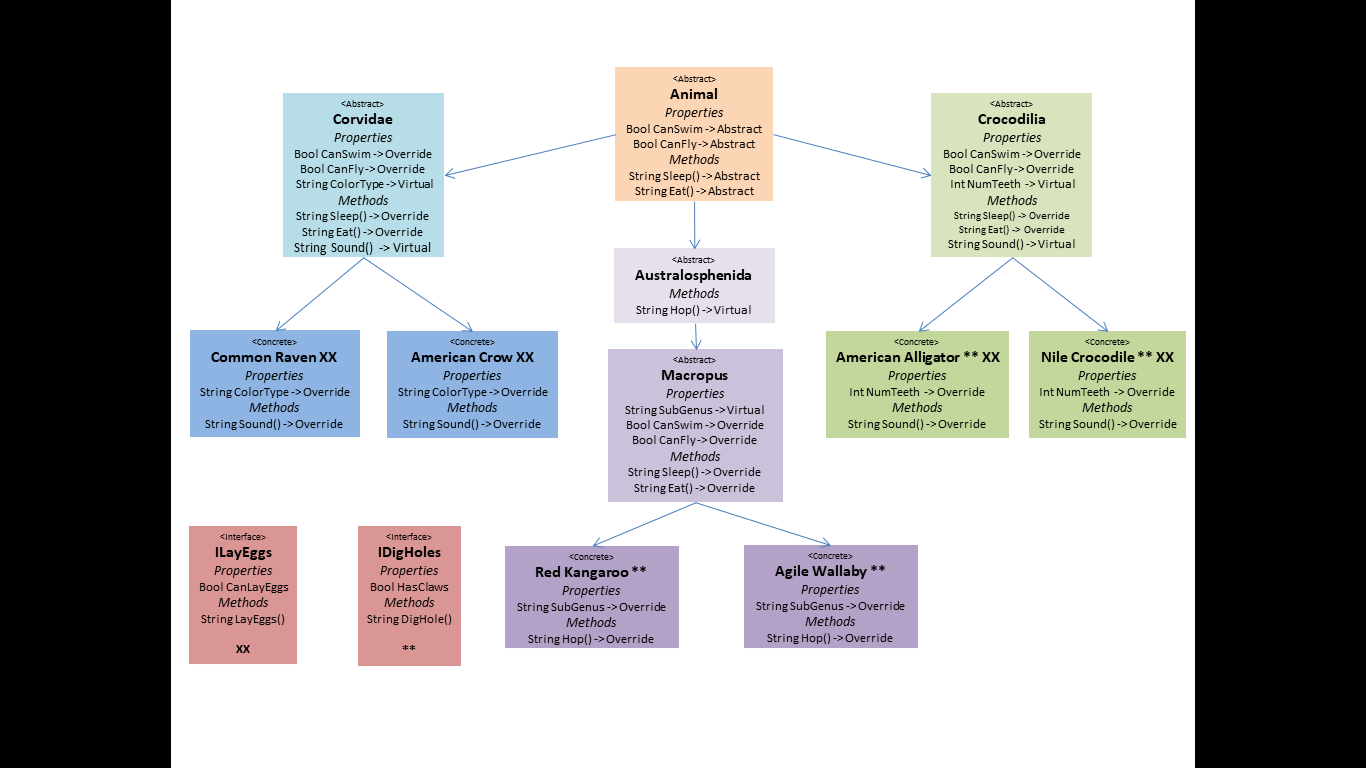 <Abstract>
Animal
Properties
Bool CanSwim -> Abstract
Bool CanFly -> Abstract
Methods
String Sleep() -> Abstract
String Eat() -> Abstract
<Abstract>
Corvidae
Properties
Bool CanSwim -> Override
Bool CanFly -> Override
String ColorType -> Virtual
Methods
String Sleep() -> Override
String Eat() -> Override
String Sound() -> Virtual
<Abstract>
Crocodilia
Properties
Bool CanSwim -> Override
Bool CanFly -> Override
Int NumTeeth -> Virtual
Methods
String Sleep() -> Override
String Eat() -> Override
String Sound() -> Virtual
<Abstract>
Australosphenida
Methods
String Hop() -> Virtual
<Concrete>
Common Raven XX
Properties
String ColorType -> Override
Methods
String Sound() -> Override
<Concrete>
American Crow XX
Properties
String ColorType -> Override
Methods
String Sound() -> Override
<Abstract>
Macropus
Properties
String SubGenus -> Virtual
Bool CanSwim -> Override
Bool CanFly -> Override
Methods
String Sleep() -> Override
String Eat() -> Override
<Concrete>
American Alligator ** XX
Properties
Int NumTeeth -> Override
Methods
String Sound() -> Override
<Concrete>
Nile Crocodile ** XX
Properties
Int NumTeeth -> Override
Methods
String Sound() -> Override
<Interface>
ILayEggs
Properties
Bool CanLayEggs
Methods
String LayEggs()
XX
<Interface>
IDigHoles
Properties
Bool HasClaws
Methods
String DigHole()
**
<Concrete>
Red Kangaroo **
Properties
String SubGenus -> Override
Methods
String Hop() -> Override
<Concrete>
Agile Wallaby **
Properties
String SubGenus -> Override
Methods
String Hop() -> Override